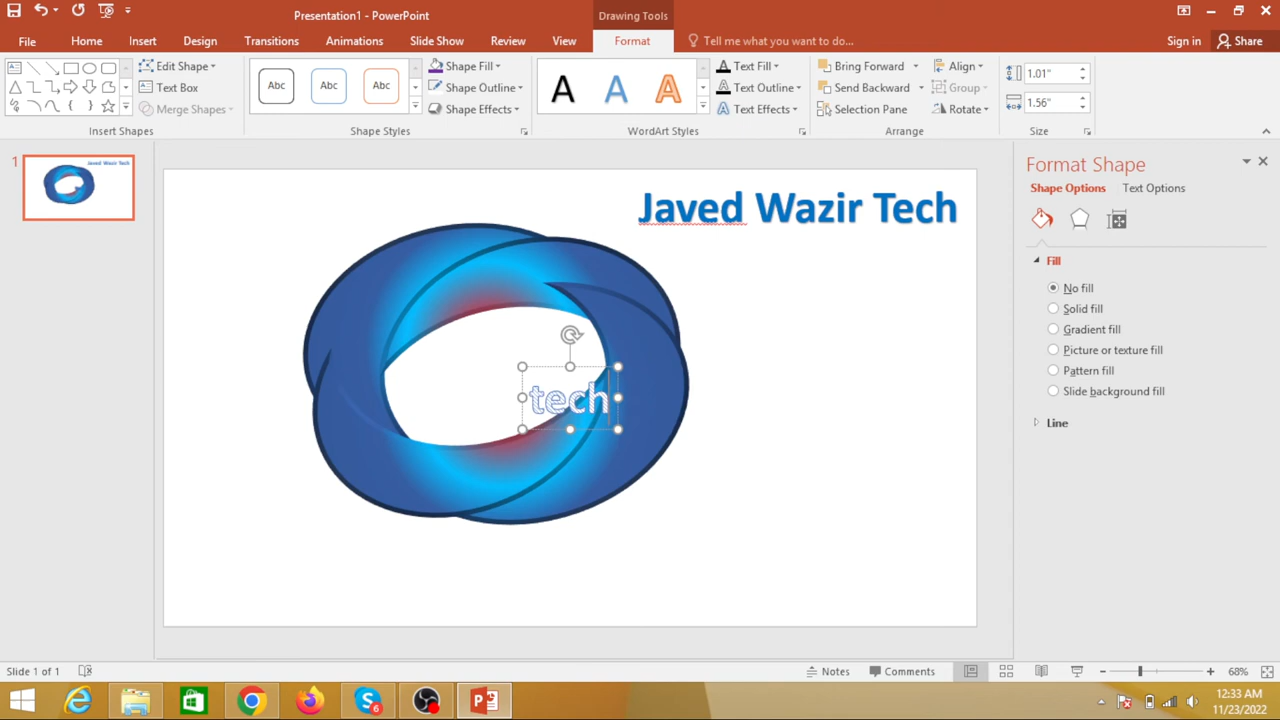 Presentation1 - PowerPoint
Drawing Tools
File Home Insert Design Transitions Animations Slide Show Review View Format Tell me what you want to do... Sign in Share
Edit Shape
Text Box
Merge Shapes
Insert Shapes
Abc Abc Abc
Shape Fill
Shape Outline
Shape Effects
Shape Styles
A A A
Text Fill
Text Outline
Text Effects
WordArt Styles
Bring Forward
Send Backward
Selection Pane
Align
Group
Rotate
Arrange
1.01"
1.56"
Size
1
Javed Wazir Tech
Javed Wazir Tech
tech
Format Shape
Shape Options Text Options
Fill
No fill
Solid fill
Gradient fill
Picture or texture fill
Pattern fill
Slide background fill
Line
Slide 1 of 1
Notes
Comments
68%
6
12:33 AM
11/23/2022